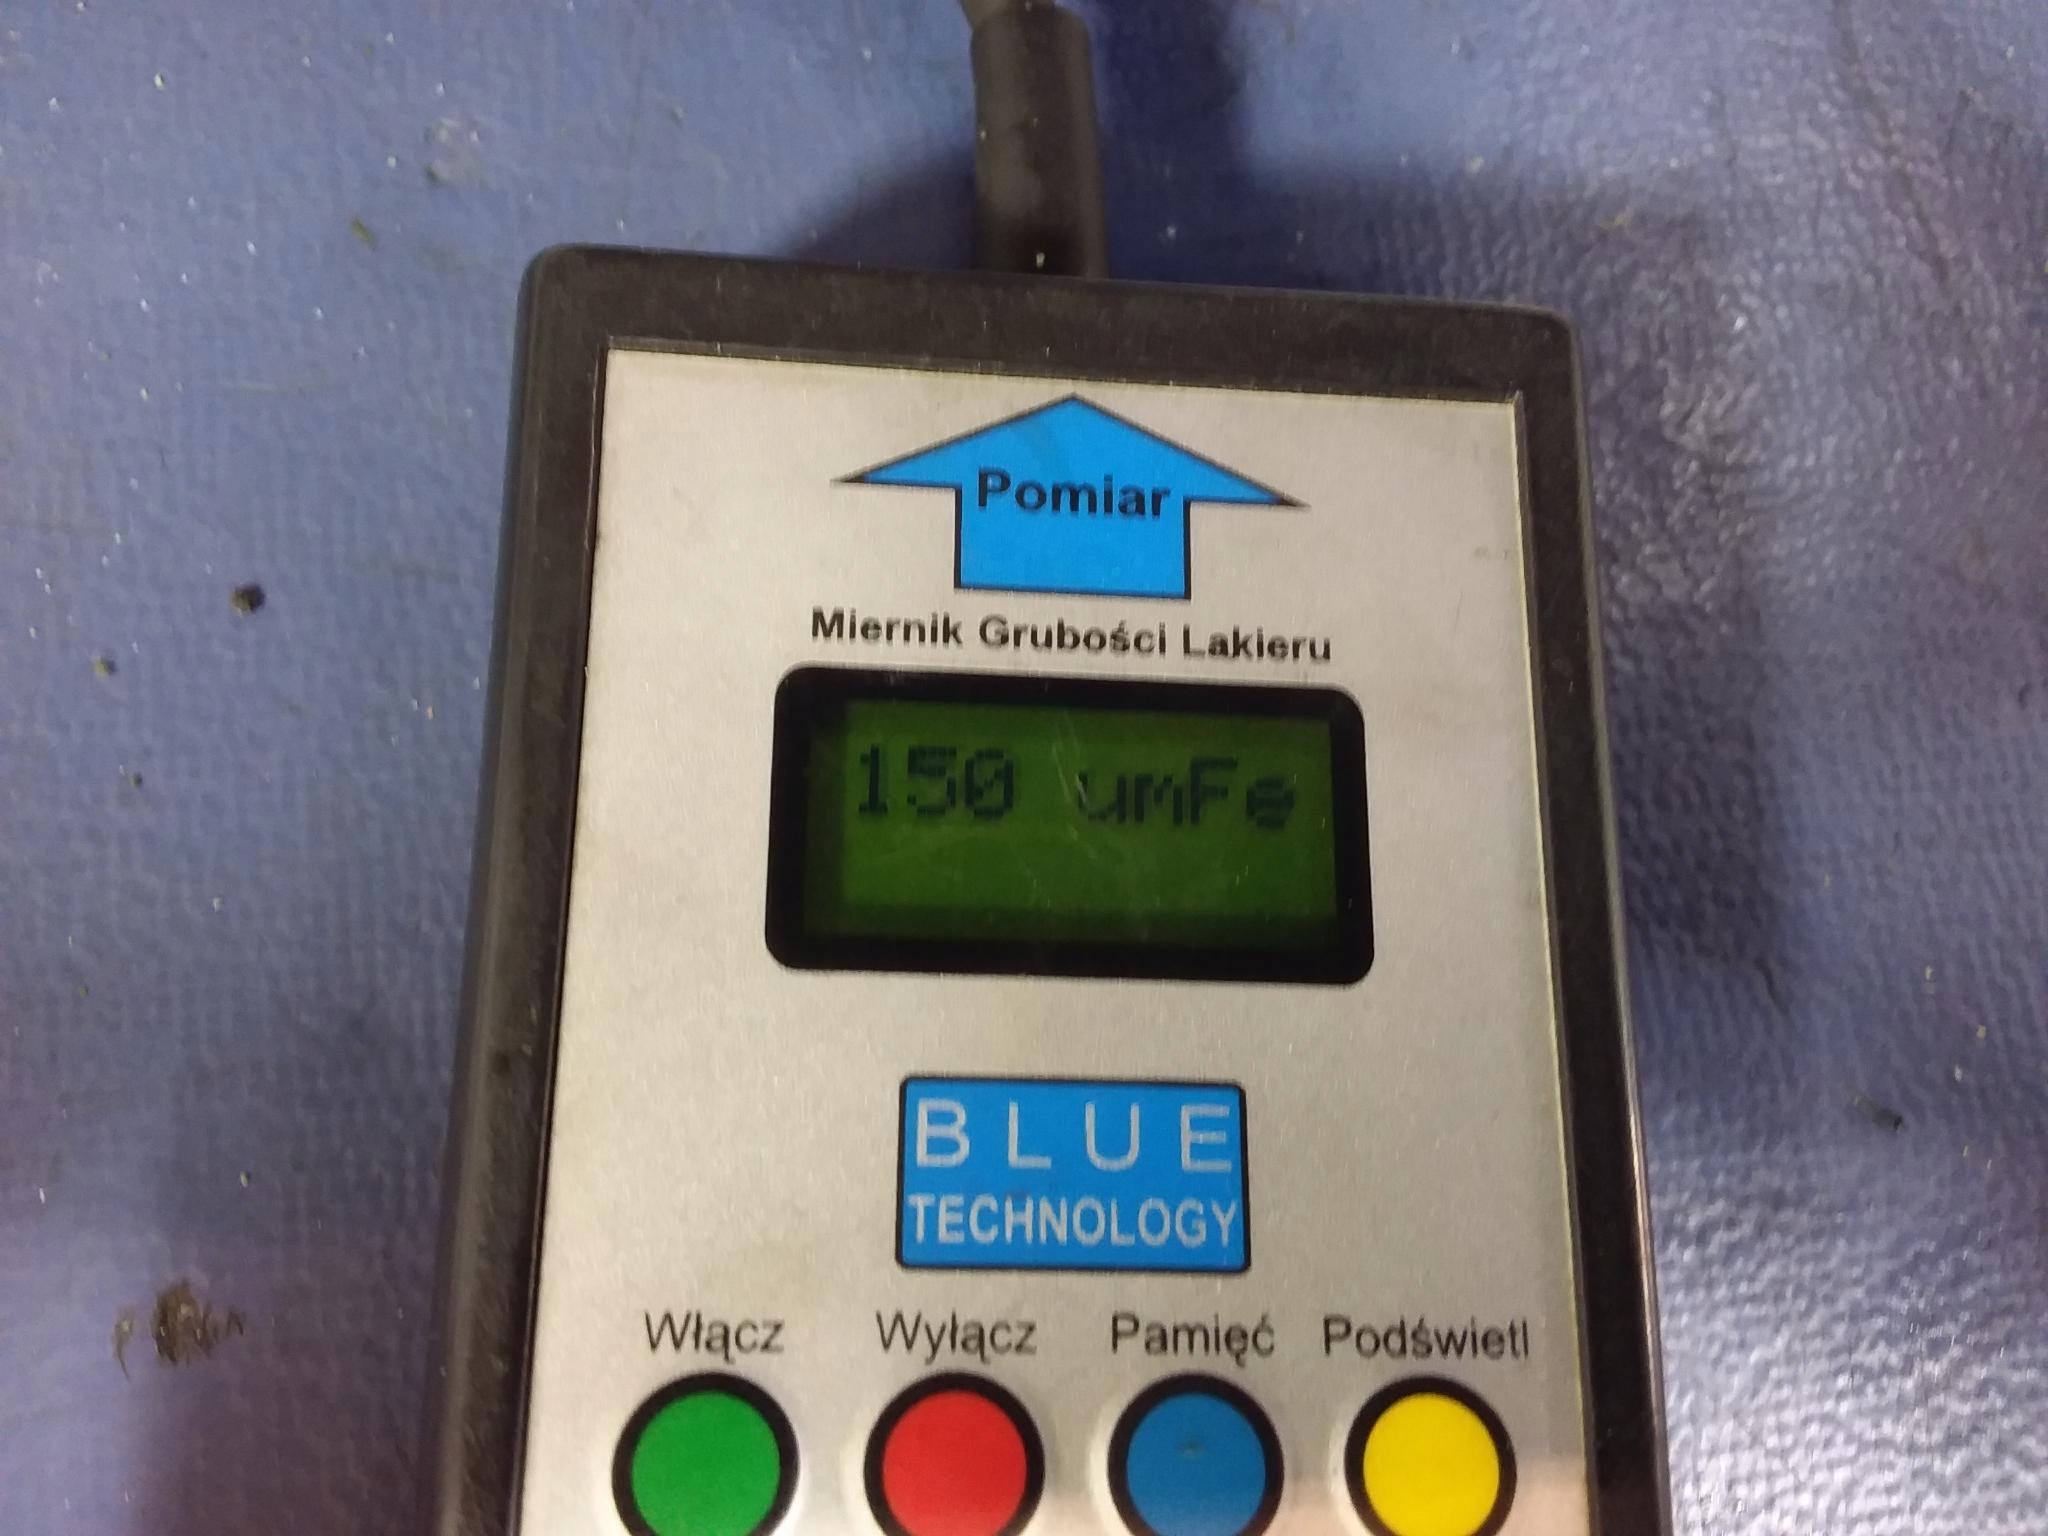 Pomiar
Miernik Grubości Lakieru
150 umFe
BLUE
TECHNOLOGY
Włącz Wyłącz Pamięć Podświetl